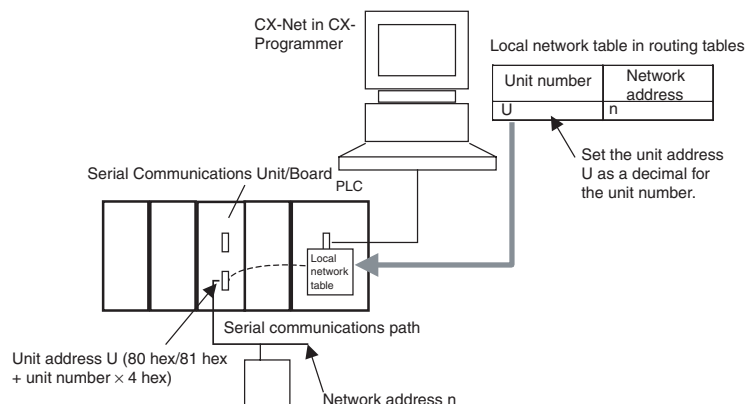 CX-Net in CX-
Programmer
Local network table in routing tables
Unit number
Network
address
U
n
Set the unit address
U as a decimal for
the unit number.
Serial Communications Unit/Board
PLC
Local
network
table
Serial communications path
Unit address U (80 hex/81 hex
+ unit number × 4 hex)
Network address n